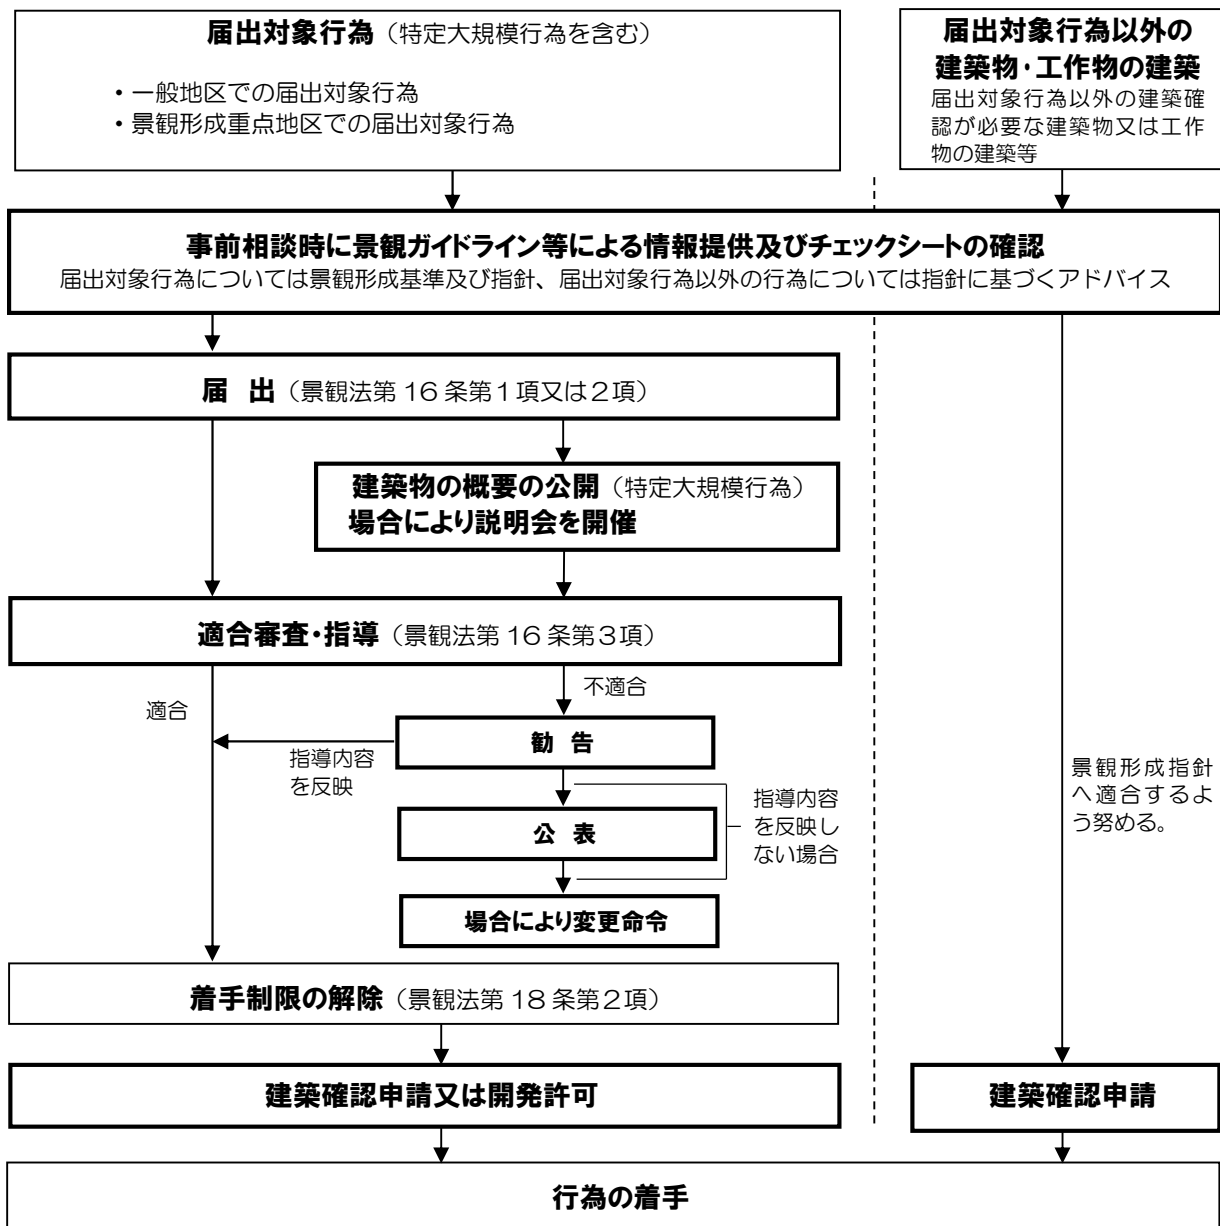 届出対象行為（特定大規模行為を含む）
・一般地区での届出対象行為
・景観形成重点地区での届出対象行為
届出対象行為以外の
建築物・工作物の建築
届出対象行為以外の建築確
認が必要な建築物又は工作
物の建築等
事前相談時に景観ガイドライン等による情報提供及びチェックシートの確認
届出対象行為については景観形成基準及び指針、届出対象行為以外の行為については指針に基づくアドバイス
届 出（景観法第 16 条第１項又は２項）
建築物の概要の公開（特定大規模行為）
場合により説明会を開催
適合審査・指導（景観法第 16 条第３項）
適合
不適合
勧 告
指導内容
を反映
公 表
指導内容
を反映し
ない場合
場合により変更命令
景観形成指針
へ適合するよ
う努める。
着手制限の解除（景観法第 18 条第２項）
建築確認申請又は開発許可
建築確認申請
行為の着手